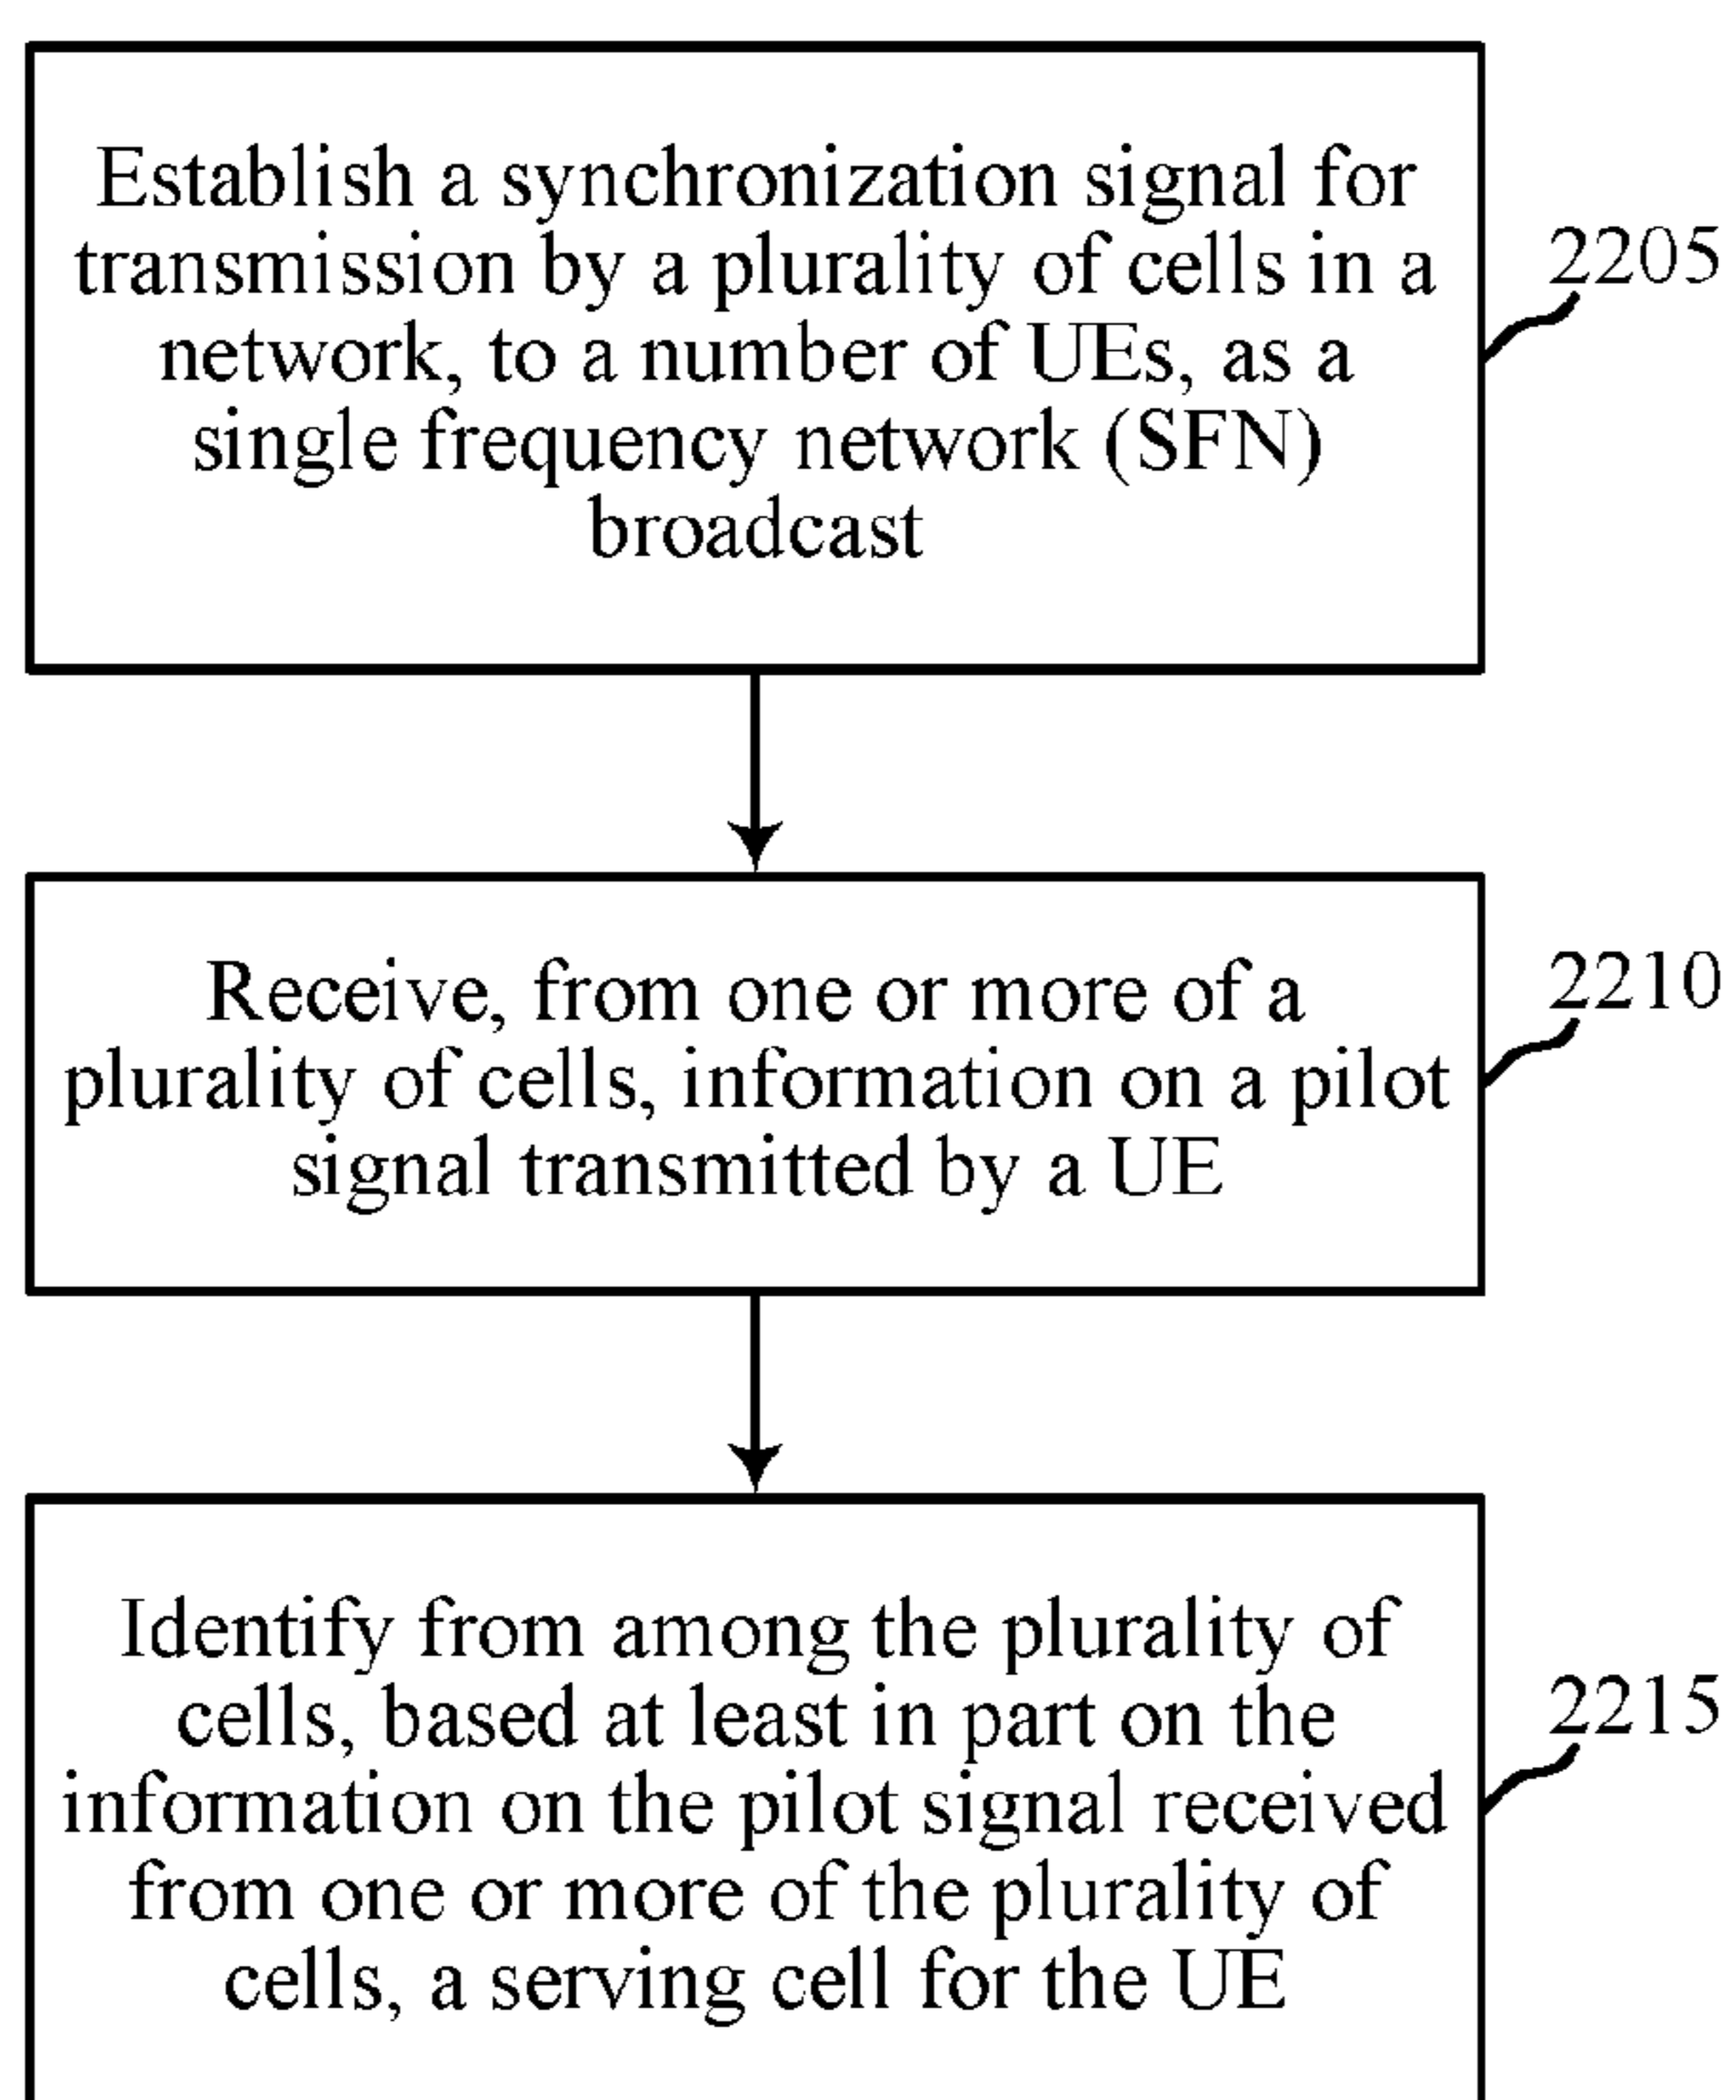 Establish a synchronization signal for
transmission by a plurality of cells in a
network, to a number of UEs, as a
single frequency network (SFN)
broadcast
2205
Receive, from one or more of a
plurality of cells, information on a pilot
signal transmitted by a UE
2210
Identify from among the plurality of
cells, based at least in part on the
information on the pilot signal received
from one or more of the plurality of
cells, a serving cell for the UE
2215